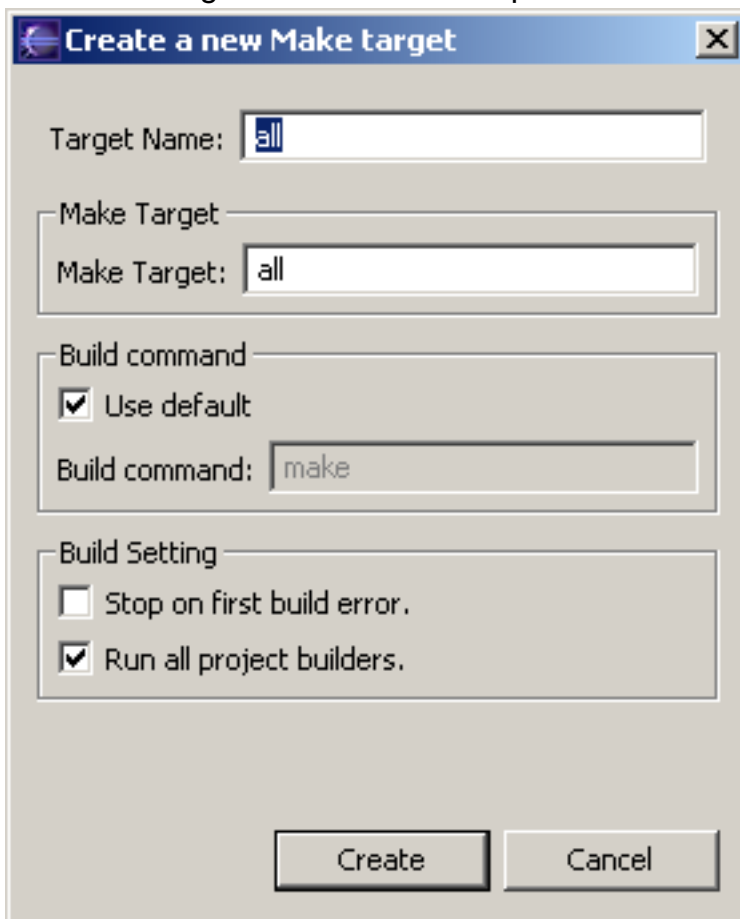 Create a new Make target
Target Name: all
Make Target
Make Target: all
Build command
Use default
Build command: make
Build Setting
Stop on first build error.
Run all project builders.
Create Cancel